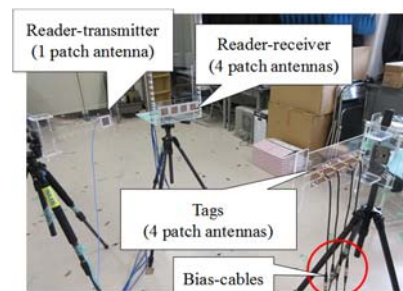 Reader-transmitter
(1 patch antenna)
Reader-receiver
(4 patch antennas)
Tags
(4 patch antennas)
Bias-cables